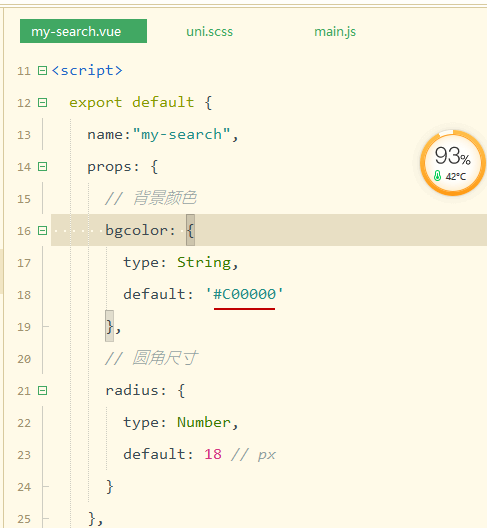 my-search.vue uni.scss main.js
11 <script>
12 export default {
13 name:"my-search",
14 props: {
15 // 背景颜色
16 bgcolor: {
17 type: String,
18 default: '#C00000'
19 },
20 // 圆角尺寸
21 radius: {
22 type: Number,
23 default: 18 // px
24 }
25 },
93%
42°C